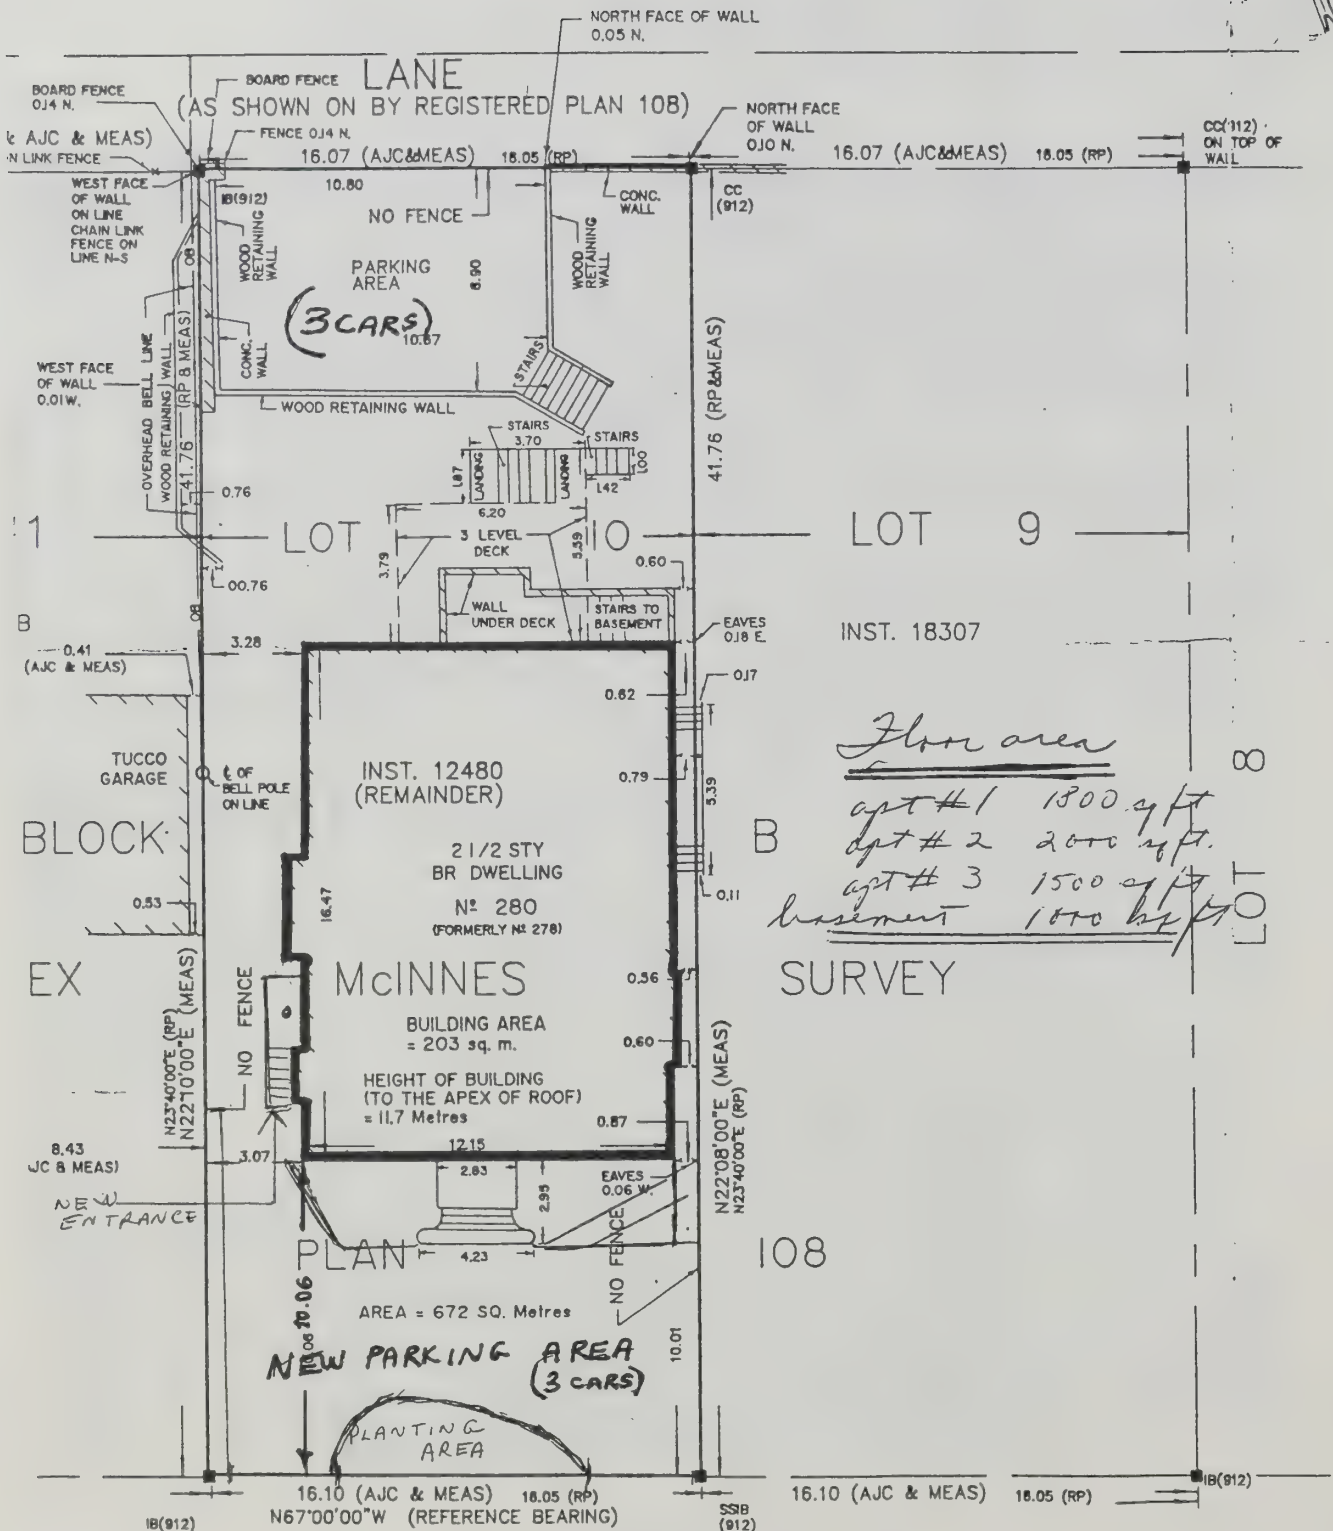 NORTH FACE OF WALL
0.05 N.
LANE
(AS SHOWN ON BY REGISTERED PLAN 108)
BOARD FENCE
0.14 N.
BOARD FENCE
FENCE 0.14 N.
& AJC & MEAS)
N LINK FENCE
16.07 (AJC&MEAS) 18.05 (RP)
NORTH FACE
OF WALL
0.10 N.
16.07 (AJC&MEAS) 18.05 (RP)
CC(912)
ON TOP OF
WALL
WEST FACE
OF WALL
ON LINE
CHAIN LINK
FENCE ON
LINE N-S
IB(912)
10.80
NO FENCE
CONC.
WALL
CC
(912)
WOOD
RETAINING
WALL
PARKING
AREA
(3 CARS)
10.67
6.90
WOOD
RETAINING
WALL
WEST FACE
OF WALL
0.01W.
OVERHEAD BELL LINE
WOOD RETAINING WALL
41.76 (RP & MEAS)
OB
CONC.
WALL
WOOD RETAINING WALL
STAIRS
41.76 (RP&MEAS)
STAIRS
3.70
STAIRS
1.87
LANDING
LANDING
1.00
1.42
6.20
0.76
LOT 10
LOT 9
3 LEVEL
DECK
3.79
5.59
0.60
00.76
OB
WALL
UNDER DECK
STAIRS TO
BASEMENT
EAVES
0.18 E.
INST. 18307
B
0.41
(AJC & MEAS)
3.28
0.62
0.17
TUCCO
GARAGE
℄ OF
BELL POLE
ON LINE
INST. 12480
(REMAINDER)
0.79
5.39
Floor area
apt #1 1800 sq ft
apt #2 2000 sq ft.
apt #3 1500 sq ft
basement 1000 sq ft
LOT 8
BLOCK
B
2 1/2 STY
BR DWELLING
Nº 280
(FORMERLY Nº 278)
16.47
0.53
0.11
EX
McINNES
SURVEY
0.56
NO FENCE
N23°40'00"E (RP)
N22°10'00"E (MEAS)
BUILDING AREA
= 203 sq. m.
0.60
HEIGHT OF BUILDING
(TO THE APEX OF ROOF)
= 11.7 Metres
N22°08'00"E (MEAS)
N23°40'00"E (RP)
0.87
12.15
8.43
JC & MEAS)
3.07
2.83
2.95
EAVES
0.06 W.
NEW
ENTRANCE
4.23
NO FENCE
PLAN
108
10.06
AREA = 672 SQ. Metres
10.01
NEW PARKING AREA
(3 CARS)
PLANTING
AREA
16.10 (AJC & MEAS) 18.05 (RP)
N67°00'00"W (REFERENCE BEARING)
IB(912)
SSIB
(912)
16.10 (AJC & MEAS) 18.05 (RP)
IB(912)